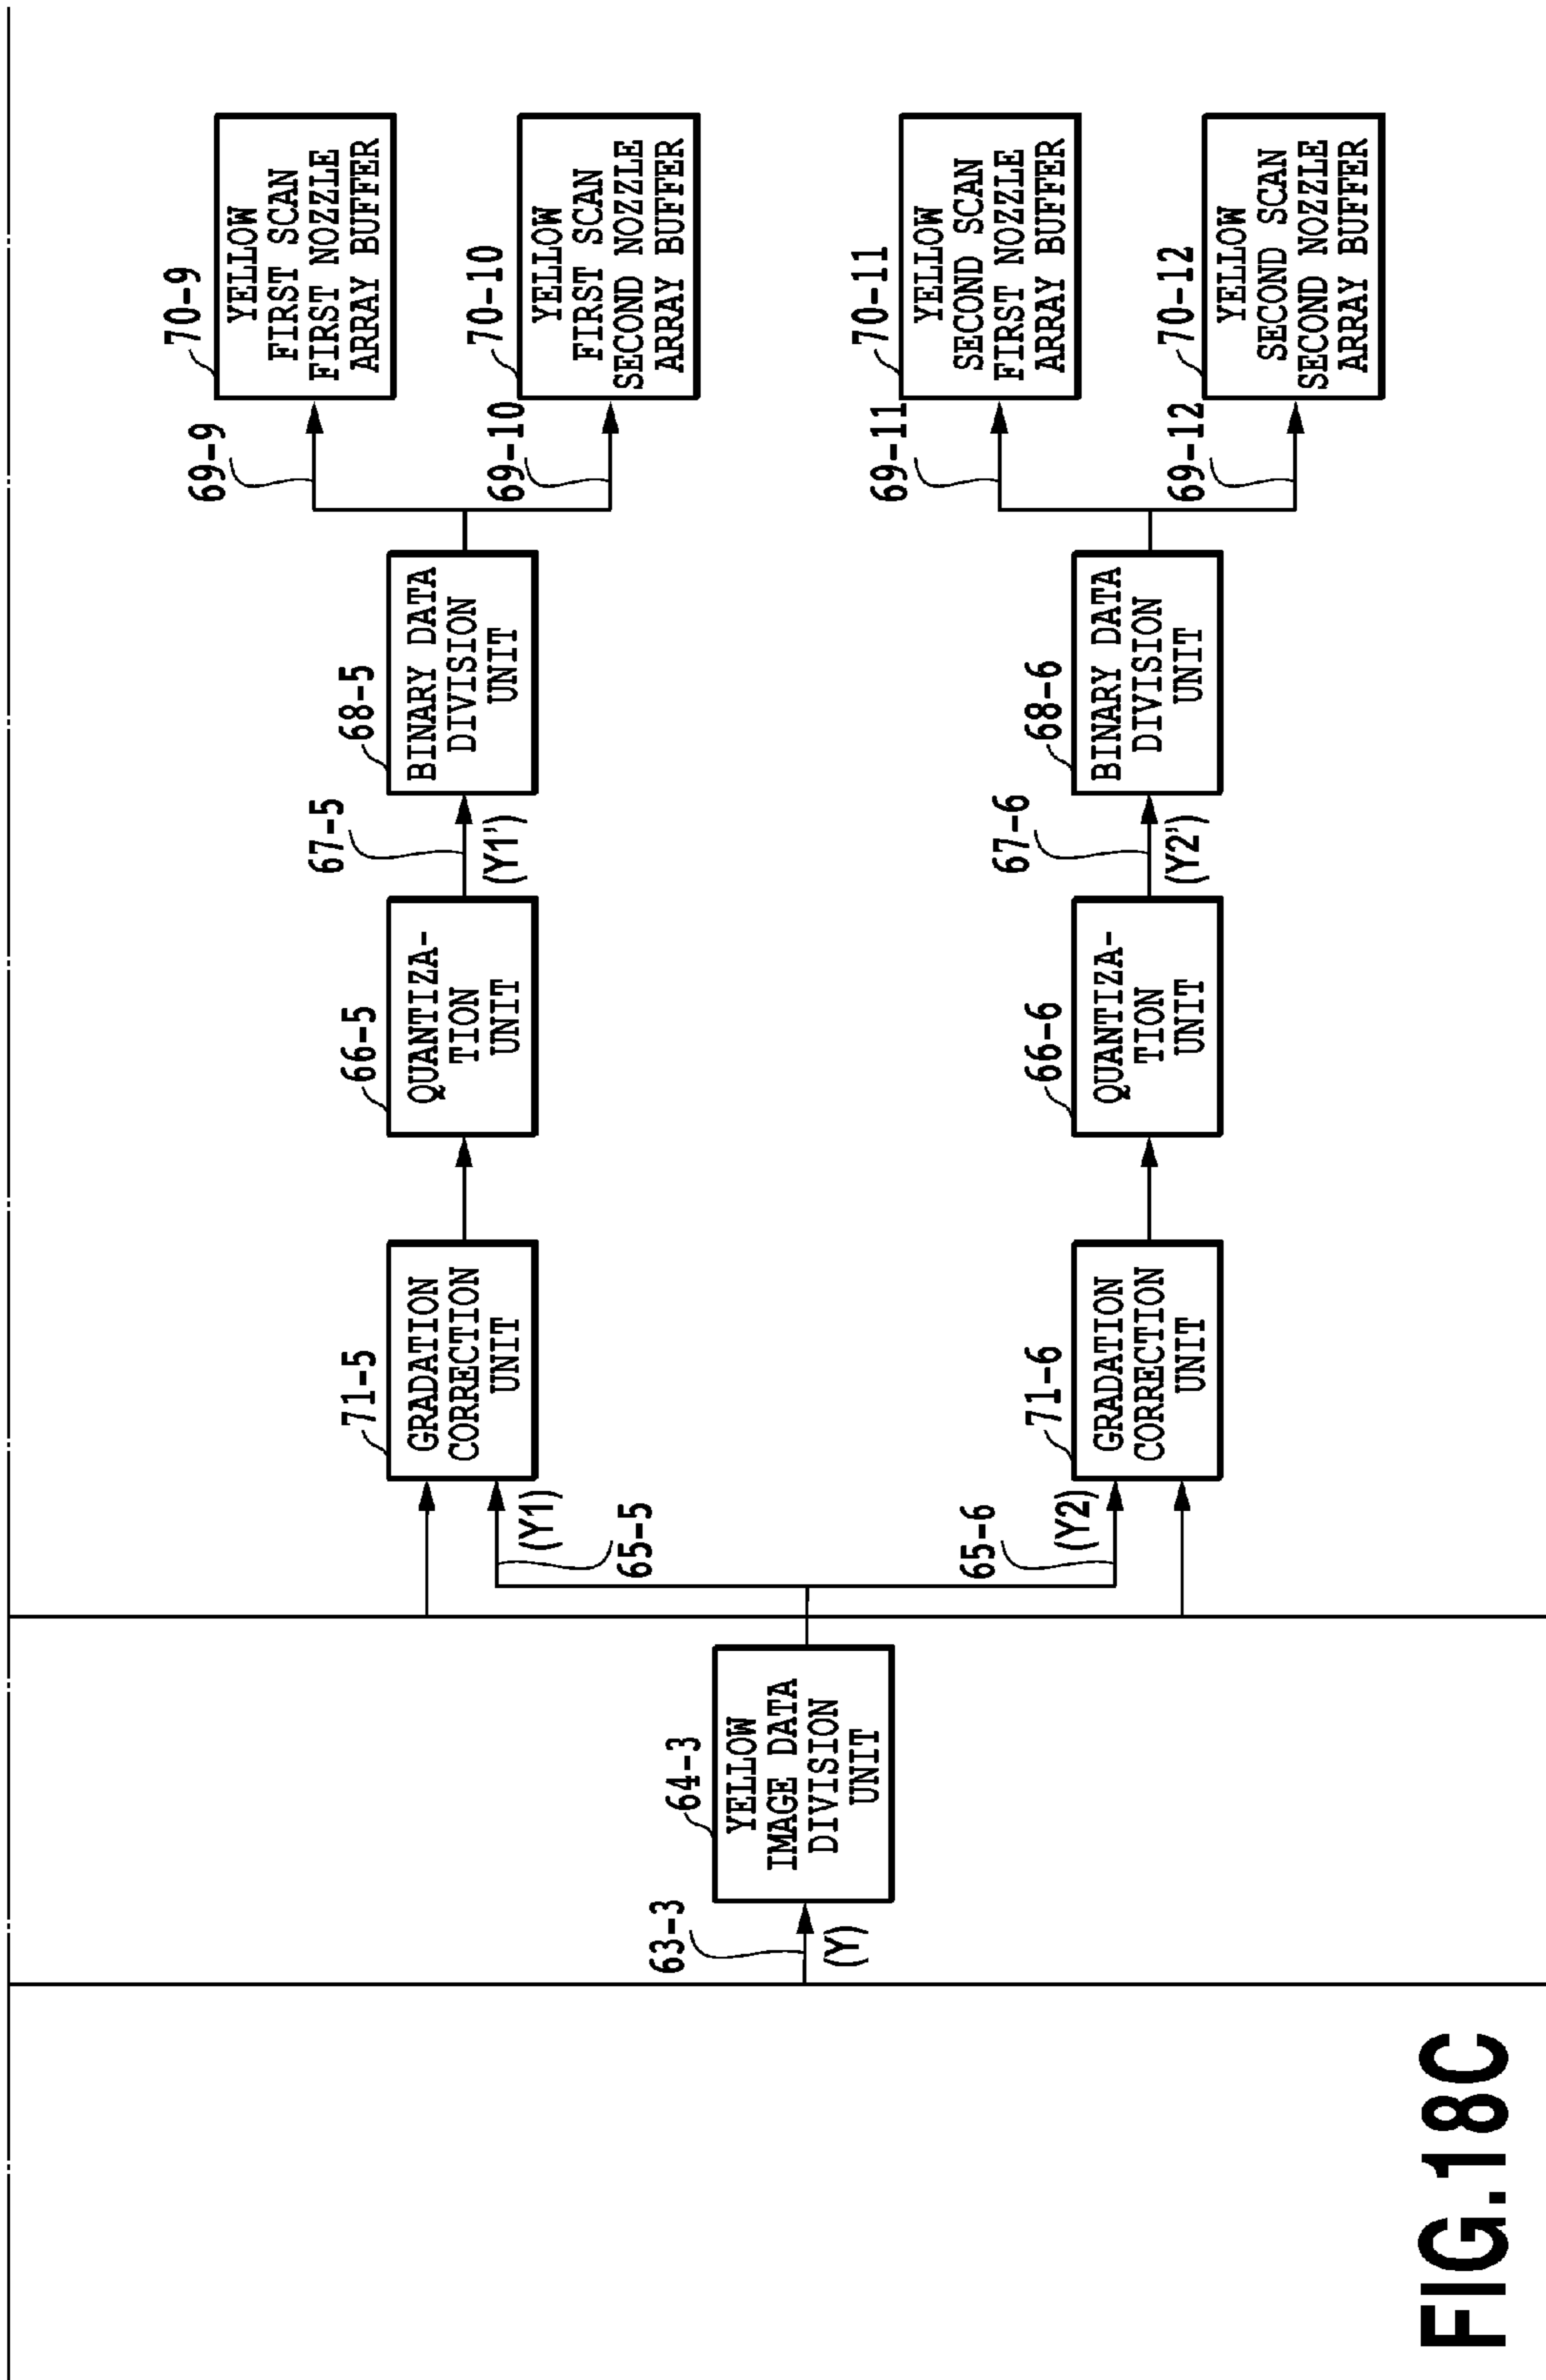 63-3
(Y)
64-3
YELLOW
IMAGE DATA
DIVISION
UNIT
(Y1)
65-5
65-6
(Y2)
71-5
GRADATION
CORRECTION
UNIT
66-5
QUANTIZA-
TION
UNIT
67-5
(Y1')
68-5
BINARY DATA
DIVISION
UNIT
69-9
70-9
YELLOW
FIRST SCAN
FIRST NOZZLE
ARRAY BUFFER
69-10
70-10
YELLOW
FIRST SCAN
SECOND NOZZLE
ARRAY BUFFER
71-6
GRADATION
CORRECTION
UNIT
66-6
QUANTIZA-
TION
UNIT
67-6
(Y2')
68-6
BINARY DATA
DIVISION
UNIT
69-11
70-11
YELLOW
SECOND SCAN
FIRST NOZZLE
ARRAY BUFFER
69-12
70-12
YELLOW
SECOND SCAN
SECOND NOZZLE
ARRAY BUFFER
FIG.18C